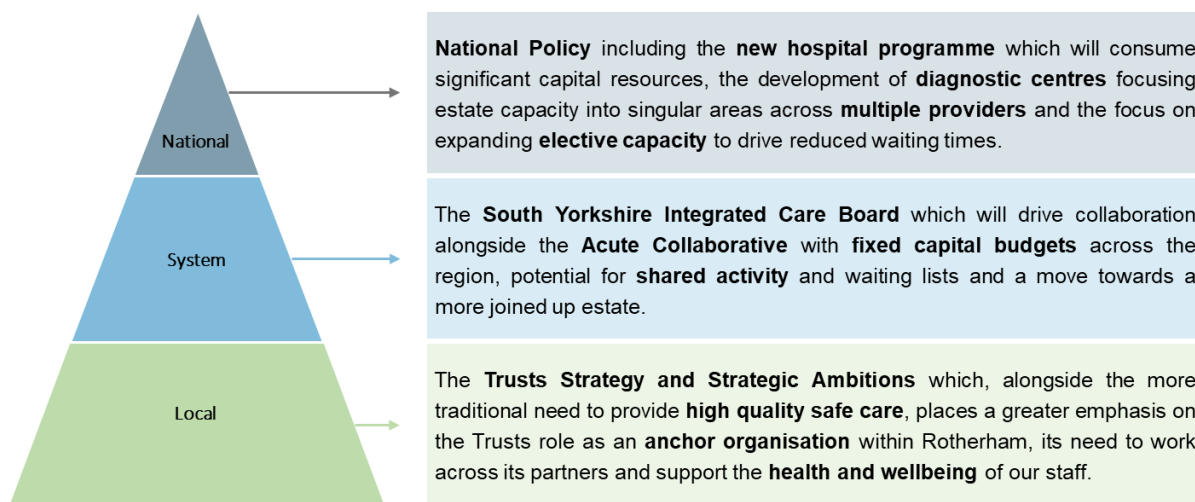 National
National Policy including the new hospital programme which will consume
significant capital resources, the development of diagnostic centres focusing
estate capacity into singular areas across multiple providers and the focus on
expanding elective capacity to drive reduced waiting times.
System
The South Yorkshire Integrated Care Board which will drive collaboration
alongside the Acute Collaborative with fixed capital budgets across the
region, potential for shared activity and waiting lists and a move towards a
more joined up estate.
Local
The Trusts Strategy and Strategic Ambitions which, alongside the more
traditional need to provide high quality safe care, places a greater emphasis on
the Trusts role as an anchor organisation within Rotherham, its need to work
across its partners and support the health and wellbeing of our staff.